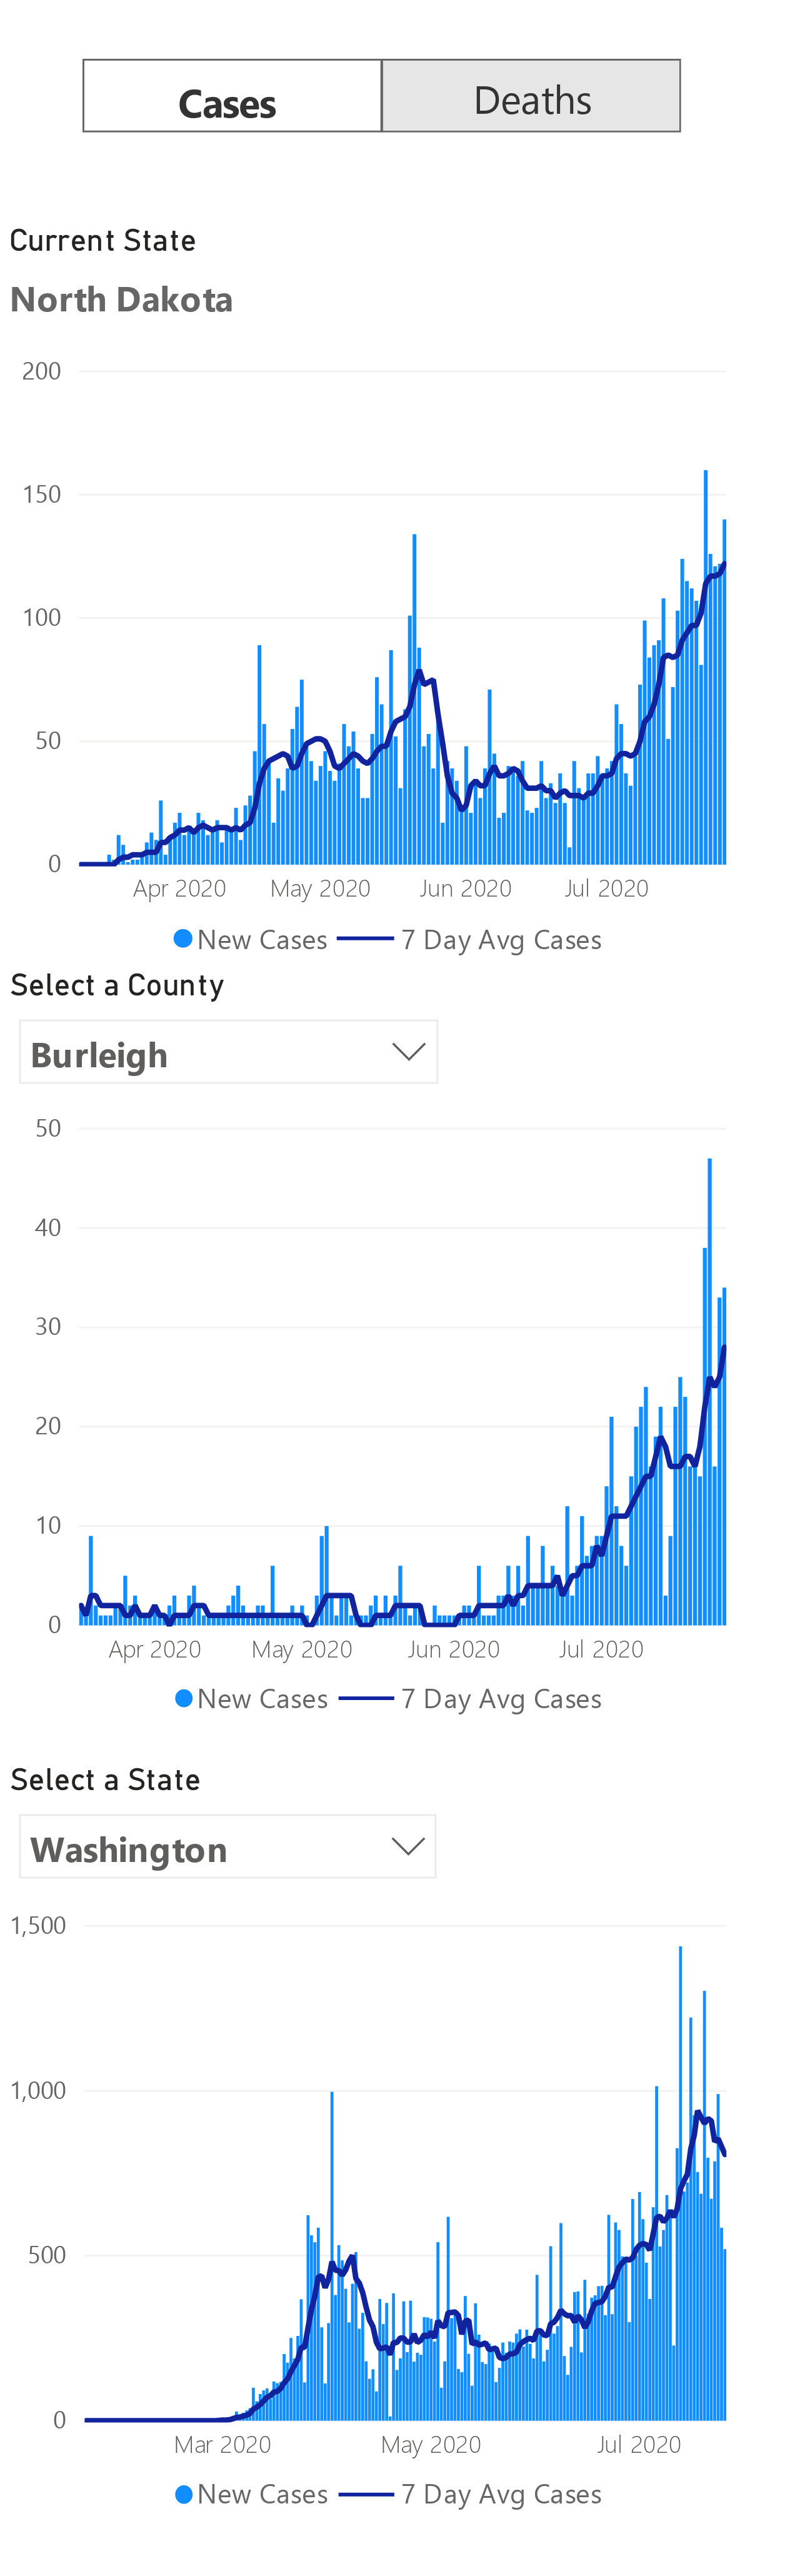 Cases Deaths
Current State
North Dakota
200
150
100
50
0
Apr 2020 May 2020 Jun 2020 Jul 2020
New Cases 7 Day Avg Cases
Select a County
Burleigh
50
40
30
20
10
0
Apr 2020 May 2020 Jun 2020 Jul 2020
New Cases 7 Day Avg Cases
Select a State
Washington
1,500
1,000
500
0
Mar 2020 May 2020 Jul 2020
New Cases 7 Day Avg Cases